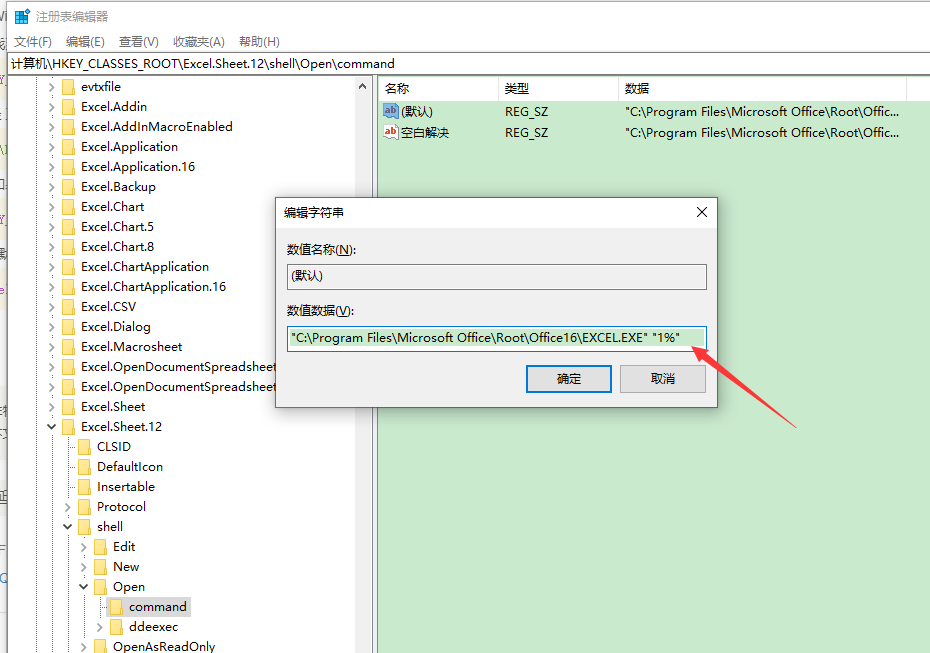 注册表编辑器
文件(F) 编辑(E) 查看(V) 收藏夹(A) 帮助(H)
计算机\HKEY_CLASSES_ROOT\Excel.Sheet.12\shell\Open\command
evtxfile
Excel.Addin
Excel.AddInMacroEnabled
Excel.Application
Excel.Application.16
Excel.Backup
Excel.Chart
Excel.Chart.5
Excel.Chart.8
Excel.ChartApplication
Excel.ChartApplication.16
Excel.CSV
Excel.Dialog
Excel.Macrosheet
Excel.OpenDocumentSpreadsheet
Excel.OpenDocumentSpreadsheet
Excel.Sheet
Excel.Sheet.12
CLSID
DefaultIcon
Insertable
Protocol
shell
Edit
New
Open
command
ddeexec
OpenAsReadOnly
名称 类型 数据
(默认) REG_SZ "C:\Program Files\Microsoft Office\Root\Offic...
空白解决 REG_SZ "C:\Program Files\Microsoft Office\Root\Offic...
编辑字符串
数值名称(N):
(默认)
数值数据(V):
"C:\Program Files\Microsoft Office\Root\Office16\EXCEL.EXE" "1%"
确定 取消